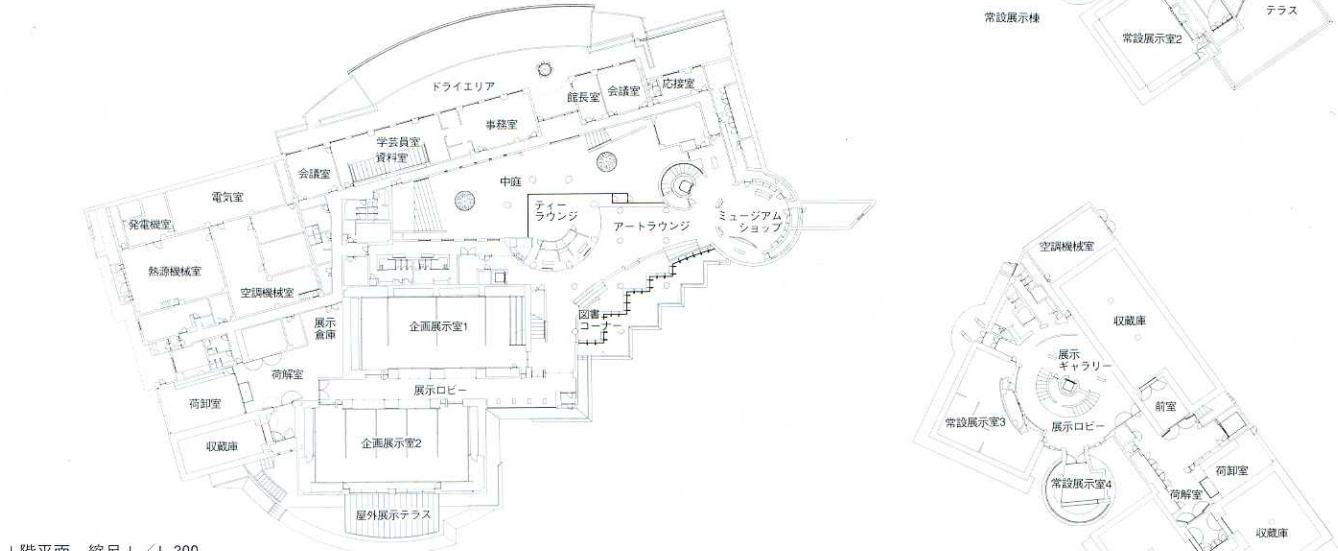 常設展示棟
常設展示室2
テラス
ドライエリア
館長室
会議室
応接室
事務室
学芸員室
資料室
会議室
電気室
発電機室
中庭
ティー
ラウンジ
アートラウンジ
ミュージアム
ショップ
熱源機械室
空調機械室
展示
倉庫
企画展示室1
図書
コーナー
荷解室
展示ロビー
荷卸室
収蔵庫
企画展示室2
屋外展示テラス
空調機械室
収蔵庫
展示
ギャラリー
前室
常設展示室3
展示ロビー
荷卸室
常設展示室4
荷解室
収蔵庫
階平面 縮尺1／1,200